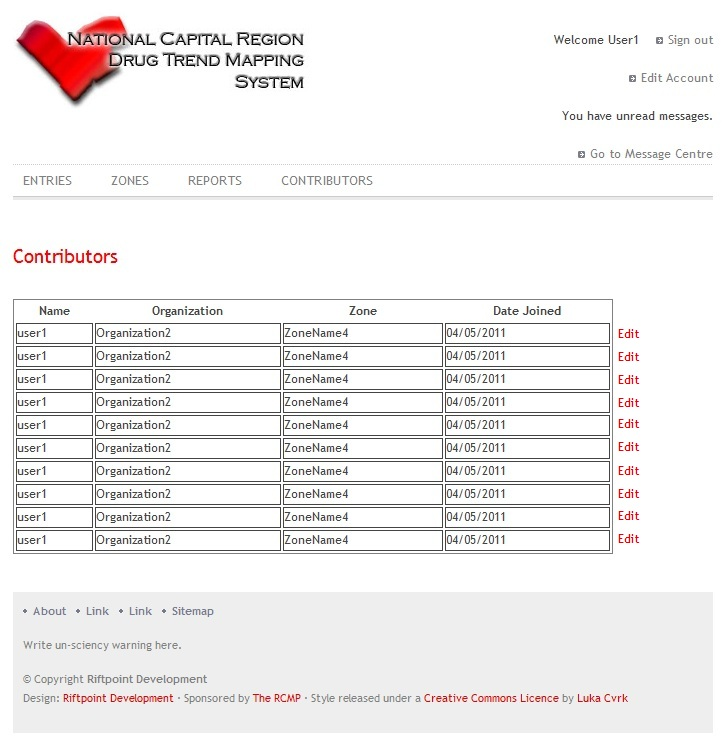 National Capital Region
Drug Trend Mapping
System
Welcome User1 Sign out
Edit Account
You have unread messages.
Go to Message Centre
ENTRIES ZONES REPORTS CONTRIBUTORS
Contributors
Name Organization Zone Date Joined
user1 Organization2 ZoneName4 04/05/2011 Edit
user1 Organization2 ZoneName4 04/05/2011 Edit
user1 Organization2 ZoneName4 04/05/2011 Edit
user1 Organization2 ZoneName4 04/05/2011 Edit
user1 Organization2 ZoneName4 04/05/2011 Edit
user1 Organization2 ZoneName4 04/05/2011 Edit
user1 Organization2 ZoneName4 04/05/2011 Edit
user1 Organization2 ZoneName4 04/05/2011 Edit
user1 Organization2 ZoneName4 04/05/2011 Edit
user1 Organization2 ZoneName4 04/05/2011 Edit
About Link Link Sitemap
Write un-sciency warning here.
© Copyright Riftpoint Development
Design: Riftpoint Development · Sponsored by The RCMP · Style released under a Creative Commons Licence by Luka Cvrk